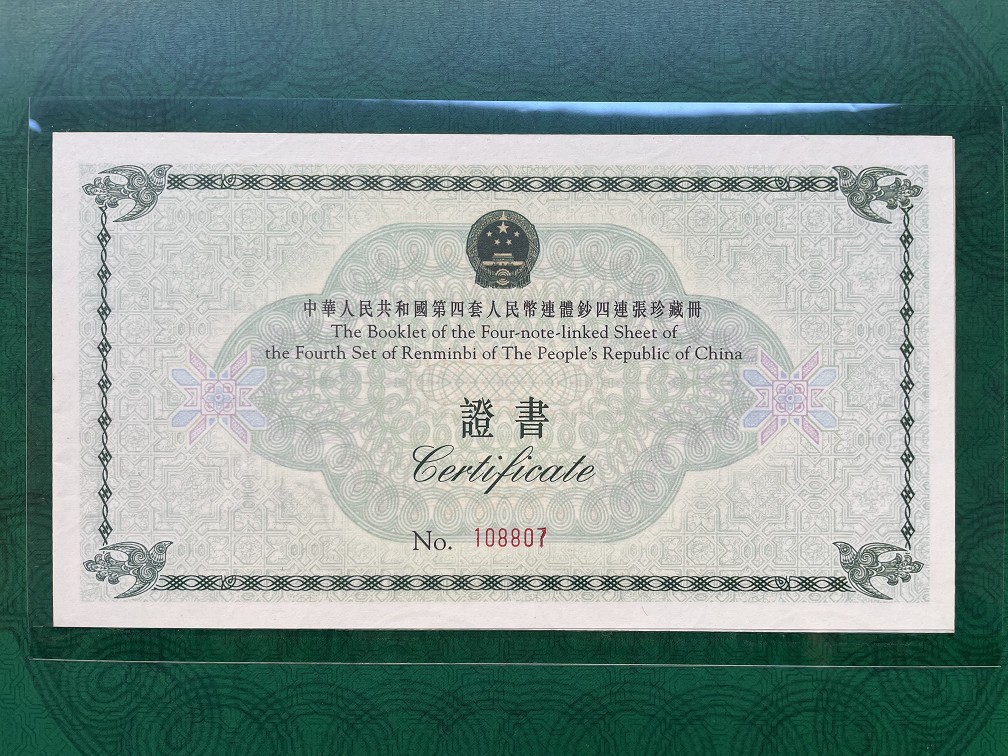 中華人民共和國第四套人民幣連體鈔四連張珍藏冊
The Booklet of the Four-note-linked Sheet of
the Fourth Set of Renminbi of The People's Republic of China
證書
Certificate
No. 108807